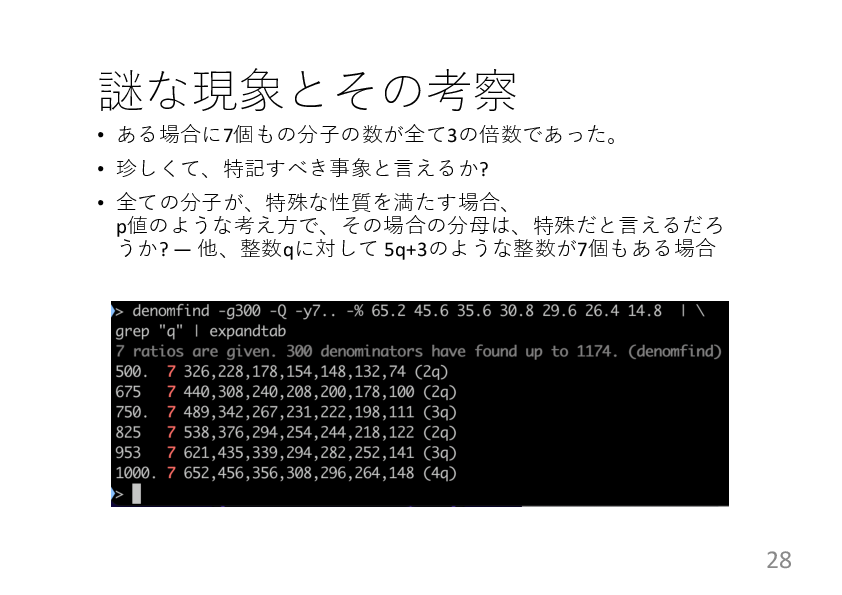 謎な現象とその考察
• ある場合に7個もの分子の数が全て3の倍数であった。
• 珍しくて、特記すべき事象と言えるか?
• 全ての分子が、特殊な性質を満たす場合、
p値のような考え方で、その場合の分母は、特殊だと言えるだろ
うか? — 他、整数qに対して 5q+3のような整数が7個もある場合
> denomfind -g300 -Q -y7.. -% 65.2 45.6 35.6 30.8 29.6 26.4 14.8 | \
grep "q" | expandtab
7 ratios are given. 300 denominators have found up to 1174. (denomfind)
500. 7 326,228,178,154,148,132,74 (2q)
675 7 440,308,240,208,200,178,100 (2q)
750. 7 489,342,267,231,222,198,111 (3q)
825 7 538,376,294,254,244,218,122 (2q)
953 7 621,435,339,294,282,252,141 (3q)
1000. 7 652,456,356,308,296,264,148 (4q)
>
28